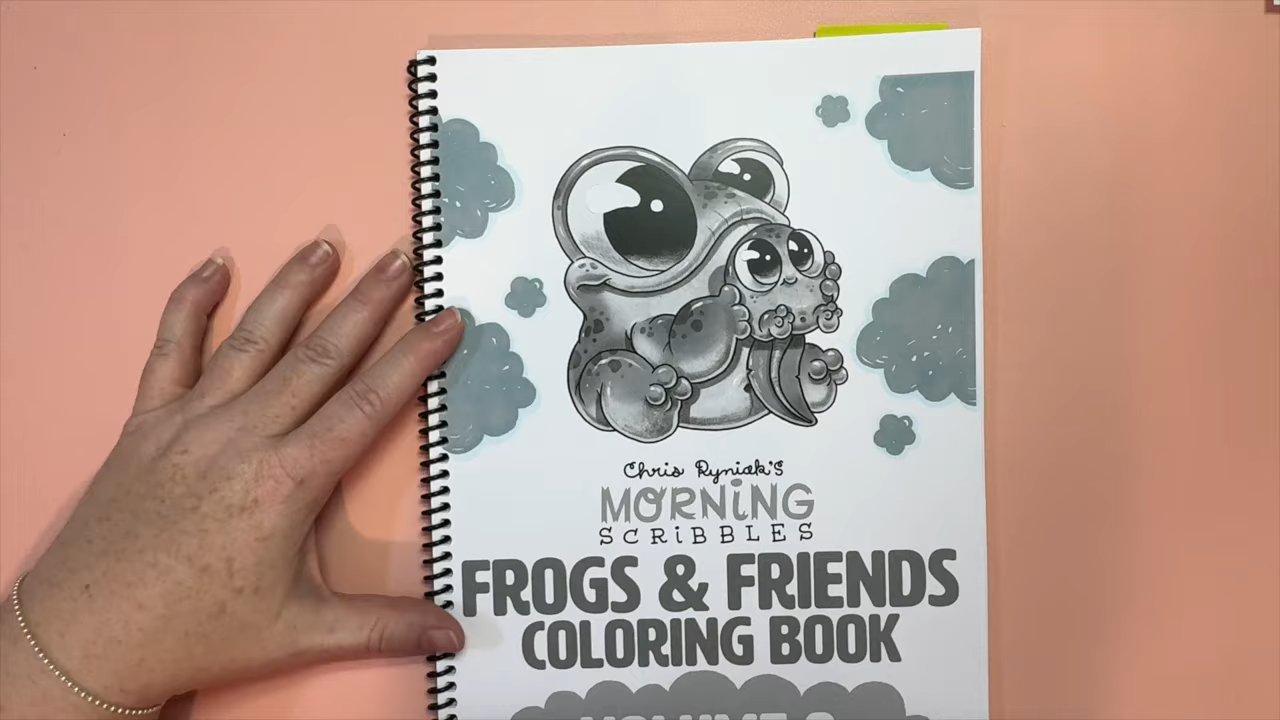 Chris Ryniak's
MORNiNG
SCRiBBLES
FROGS & FRIENDS
COLORING BOOK